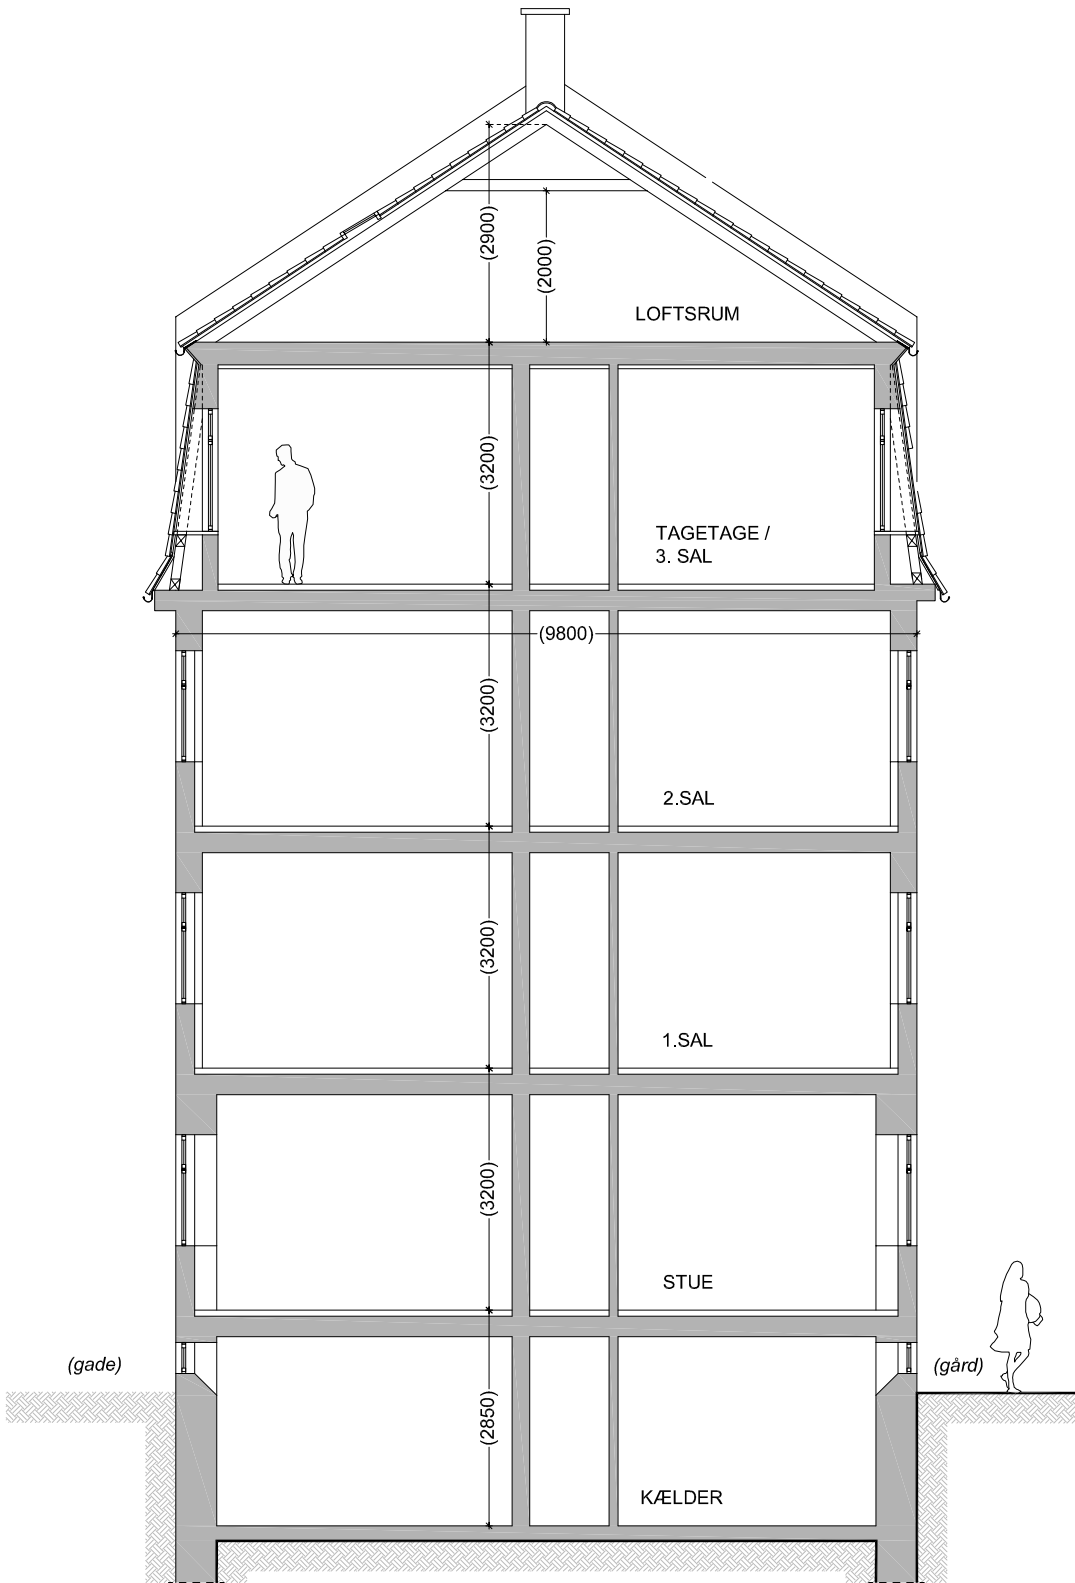 (2900)
(2000)
LOFTSRUM
(3200)
TAGETAGE /
3. SAL
(9800)
(3200)
2.SAL
(3200)
1.SAL
(3200)
STUE
(gade)
(gård)
(2850)
KÆLDER